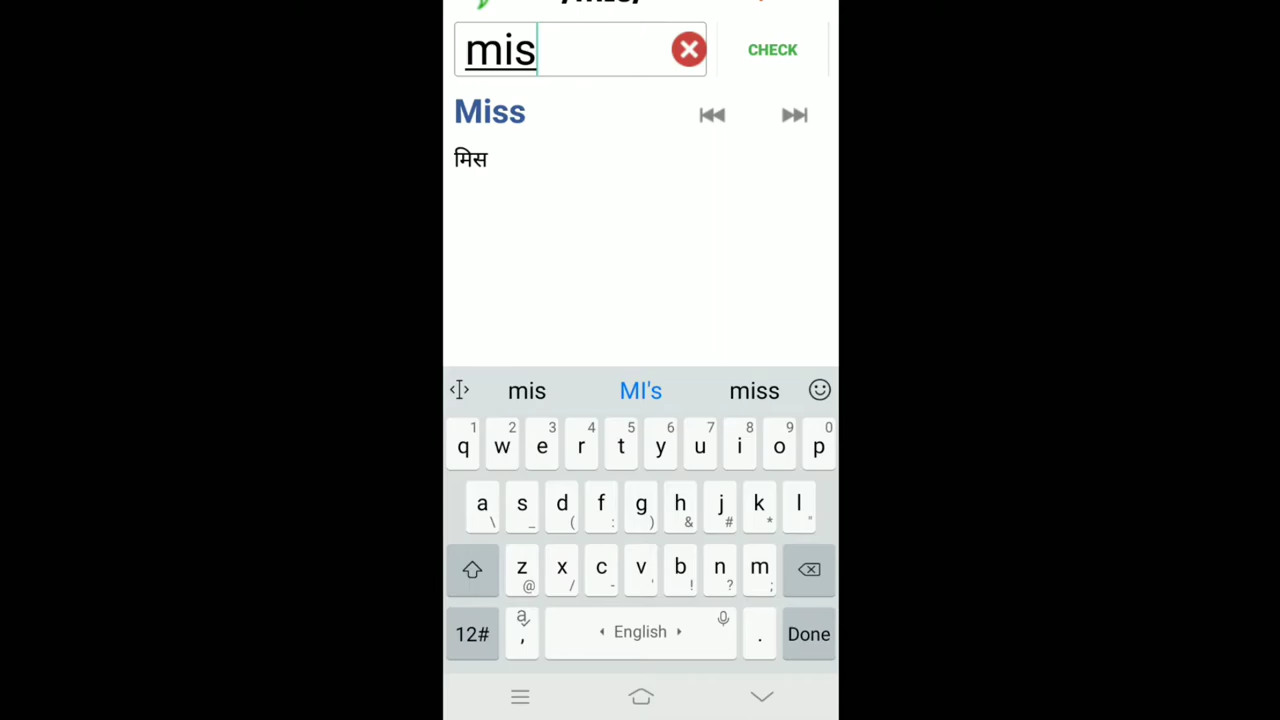 mis
CHECK
Miss
मिस
mis MI's miss
1 2 3 4 5 6 7 8 9 0
q w e r t y u i o p
a s d f g h j k l
\ _ ( : ) & # * "
z x c v b n m
@ / - ' ! ? ;
12# , English . Done